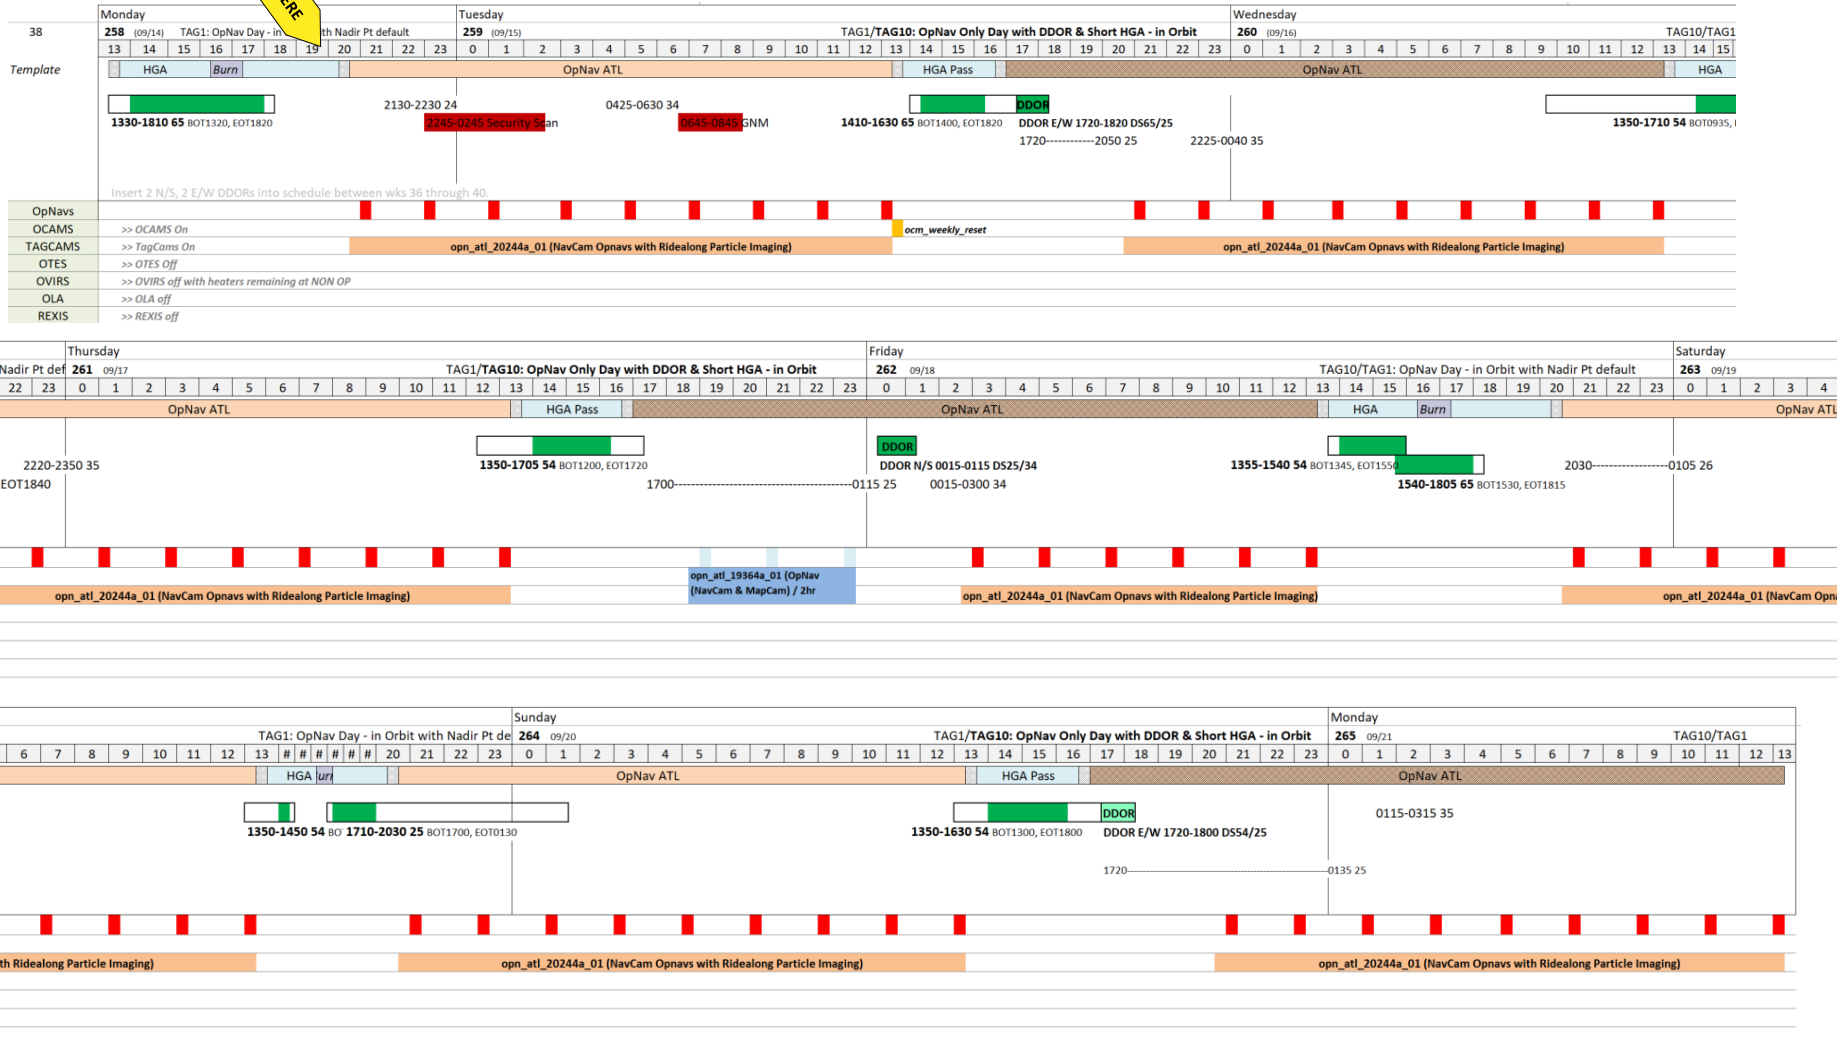 ERE
Monday Tuesday Wednesday
38 258 (09/14) TAG1: OpNav Day - in th Nadir Pt default 259 (09/15) TAG1/TAG10: OpNav Only Day with DDOR & Short HGA - in Orbit 260 (09/16) TAG10/TAG1
13 14 15 16 17 18 19 20 21 22 23 0 1 2 3 4 5 6 7 8 9 10 11 12 13 14 15 16 17 18 19 20 21 22 23 0 1 2 3 4 5 6 7 8 9 10 11 12 13 14 15
Template HGA Burn OpNav ATL HGA Pass OpNav ATL HGA
2130-2230 24 0425-0630 34 DDOR
1330-1810 65 BOT1320, EOT1820 2245-0245 Security Scan 0645-0845 GNM 1410-1630 65 BOT1400, EOT1820 DDOR E/W 1720-1820 DS65/25 1350-1710 54 BOT0935,
1720------------2050 25 2225-0040 35
Insert 2 N/S, 2 E/W DDORs into schedule between wks 36 through 40.
OpNavs
OCAMS >> OCAMS On ocm_weekly_reset
TAGCAMS >> TagCams On opn_atl_20244a_01 (NavCam Opnavs with Ridealong Particle Imaging) opn_atl_20244a_01 (NavCam Opnavs with Ridealong Particle Imaging)
OTES >> OTES Off
OVIRS >> OVIRS off with heaters remaining at NON OP
OLA >> OLA off
REXIS >> REXIS off
Thursday Friday Saturday
Nadir Pt def 261 09/17 TAG1/TAG10: OpNav Only Day with DDOR & Short HGA - in Orbit 262 09/18 TAG10/TAG1: OpNav Day - in Orbit with Nadir Pt default 263 09/19
22 23 0 1 2 3 4 5 6 7 8 9 10 11 12 13 14 15 16 17 18 19 20 21 22 23 0 1 2 3 4 5 6 7 8 9 10 11 12 13 14 15 16 17 18 19 20 21 22 23 0 1 2 3 4
OpNav ATL HGA Pass OpNav ATL HGA Burn OpNav ATL
DDOR
2220-2350 35 1350-1705 54 BOT1200, EOT1720 DDOR N/S 0015-0115 DS25/34 1355-1540 54 BOT1345, EOT1550 2030----------------0105 26
EOT1840 1700--------------------------------------0115 25 0015-0300 34 1540-1805 65 BOT1530, EOT1815
opn_atl_19364a_01 (OpNav
(NavCam & MapCam) / 2hr
opn_atl_20244a_01 (NavCam Opnavs with Ridealong Particle Imaging) opn_atl_20244a_01 (NavCam Opnavs with Ridealong Particle Imaging) opn_atl_20244a_01 (NavCam Opn
Sunday Monday
TAG1: OpNav Day - in Orbit with Nadir Pt de 264 09/20 TAG1/TAG10: OpNav Only Day with DDOR & Short HGA - in Orbit 265 09/21 TAG10/TAG1
6 7 8 9 10 11 12 13 # # # # # # 20 21 22 23 0 1 2 3 4 5 6 7 8 9 10 11 12 13 14 15 16 17 18 19 20 21 22 23 0 1 2 3 4 5 6 7 8 9 10 11 12 13
HGA OpNav ATL HGA Pass OpNav ATL
DDOR 0115-0315 35
1350-1450 54 BO 1710-2030 25 BOT1700, EOT0130 1350-1630 54 BOT1300, EOT1800 DDOR E/W 1720-1800 DS54/25
1720--------------------------------------------0135 25
th Ridealong Particle Imaging) opn_atl_20244a_01 (NavCam Opnavs with Ridealong Particle Imaging) opn_atl_20244a_01 (NavCam Opnavs with Ridealong Particle Imaging)